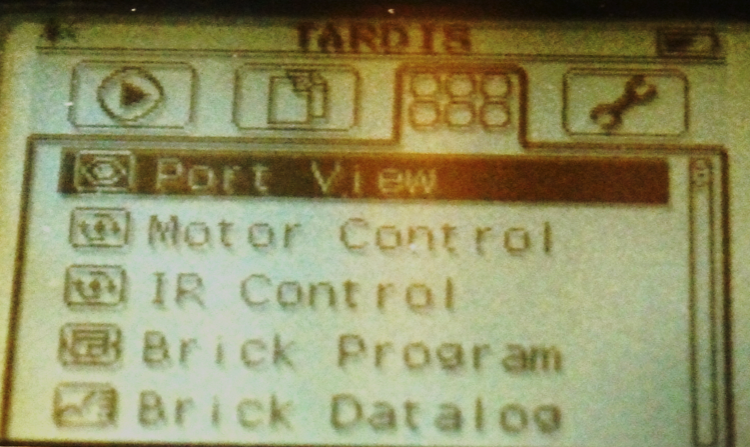 TARDIS
Port View
Motor Control
IR Control
Brick Program
Brick Datalog